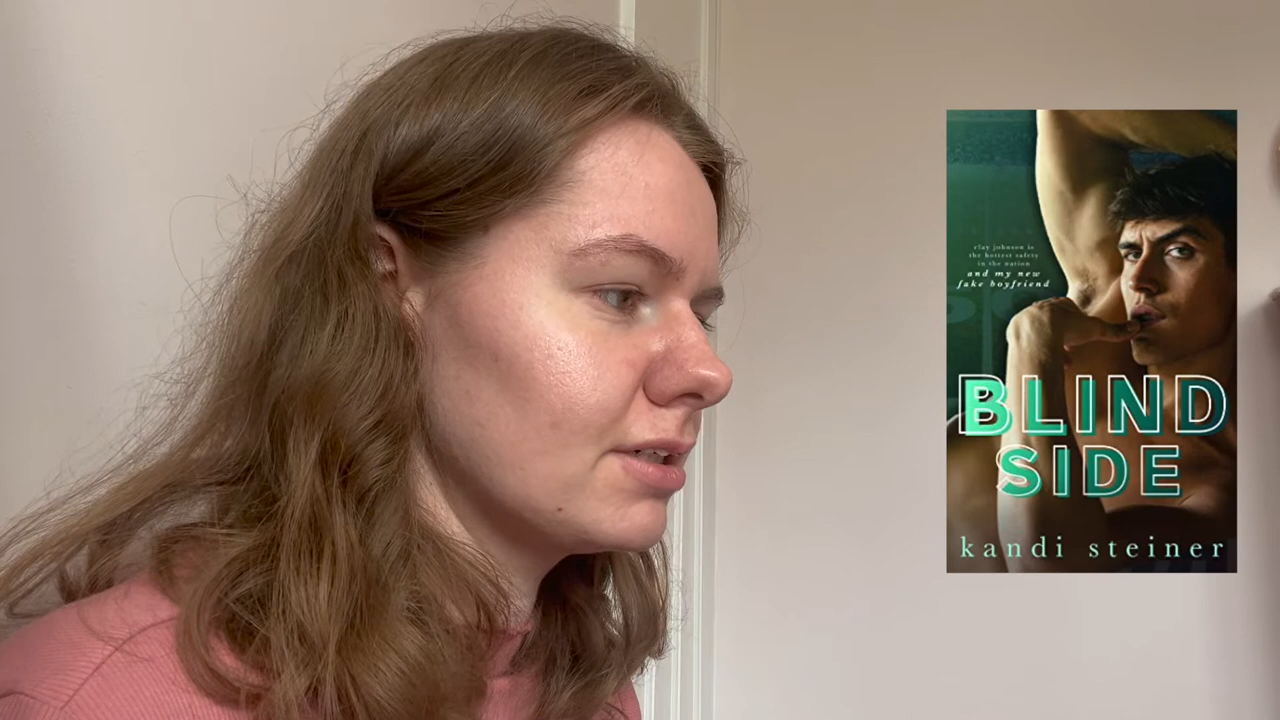 clay johnson is
the hottest safety
in the nation
and my new
fake boyfriend
BLIND
SIDE
kandi steiner